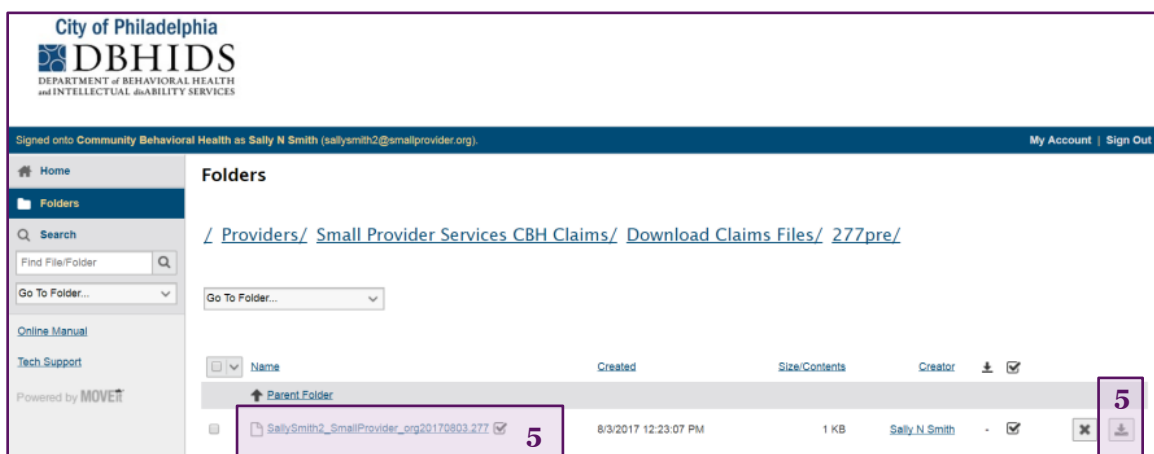 City of Philadelphia
DBHIDS
DEPARTMENT of BEHAVIORAL HEALTH
and INTELLECTUAL disABILITY SERVICES
Signed onto Community Behavioral Health as Sally N Smith (sallysmith2@smallprovider.org). My Account | Sign Out
Home
Folders
Folders
Search
/ Providers/ Small Provider Services CBH Claims/ Download Claims Files/ 277pre/
Find File/Folder
Go To Folder...
Go To Folder...
Online Manual
Tech Support
Powered by MOVEit
Name Created Size/Contents Creator
Parent Folder
5
SallySmith2_SmallProvider_org20170803.277 5 8/3/2017 12:23:07 PM 1 KB Sally N Smith -